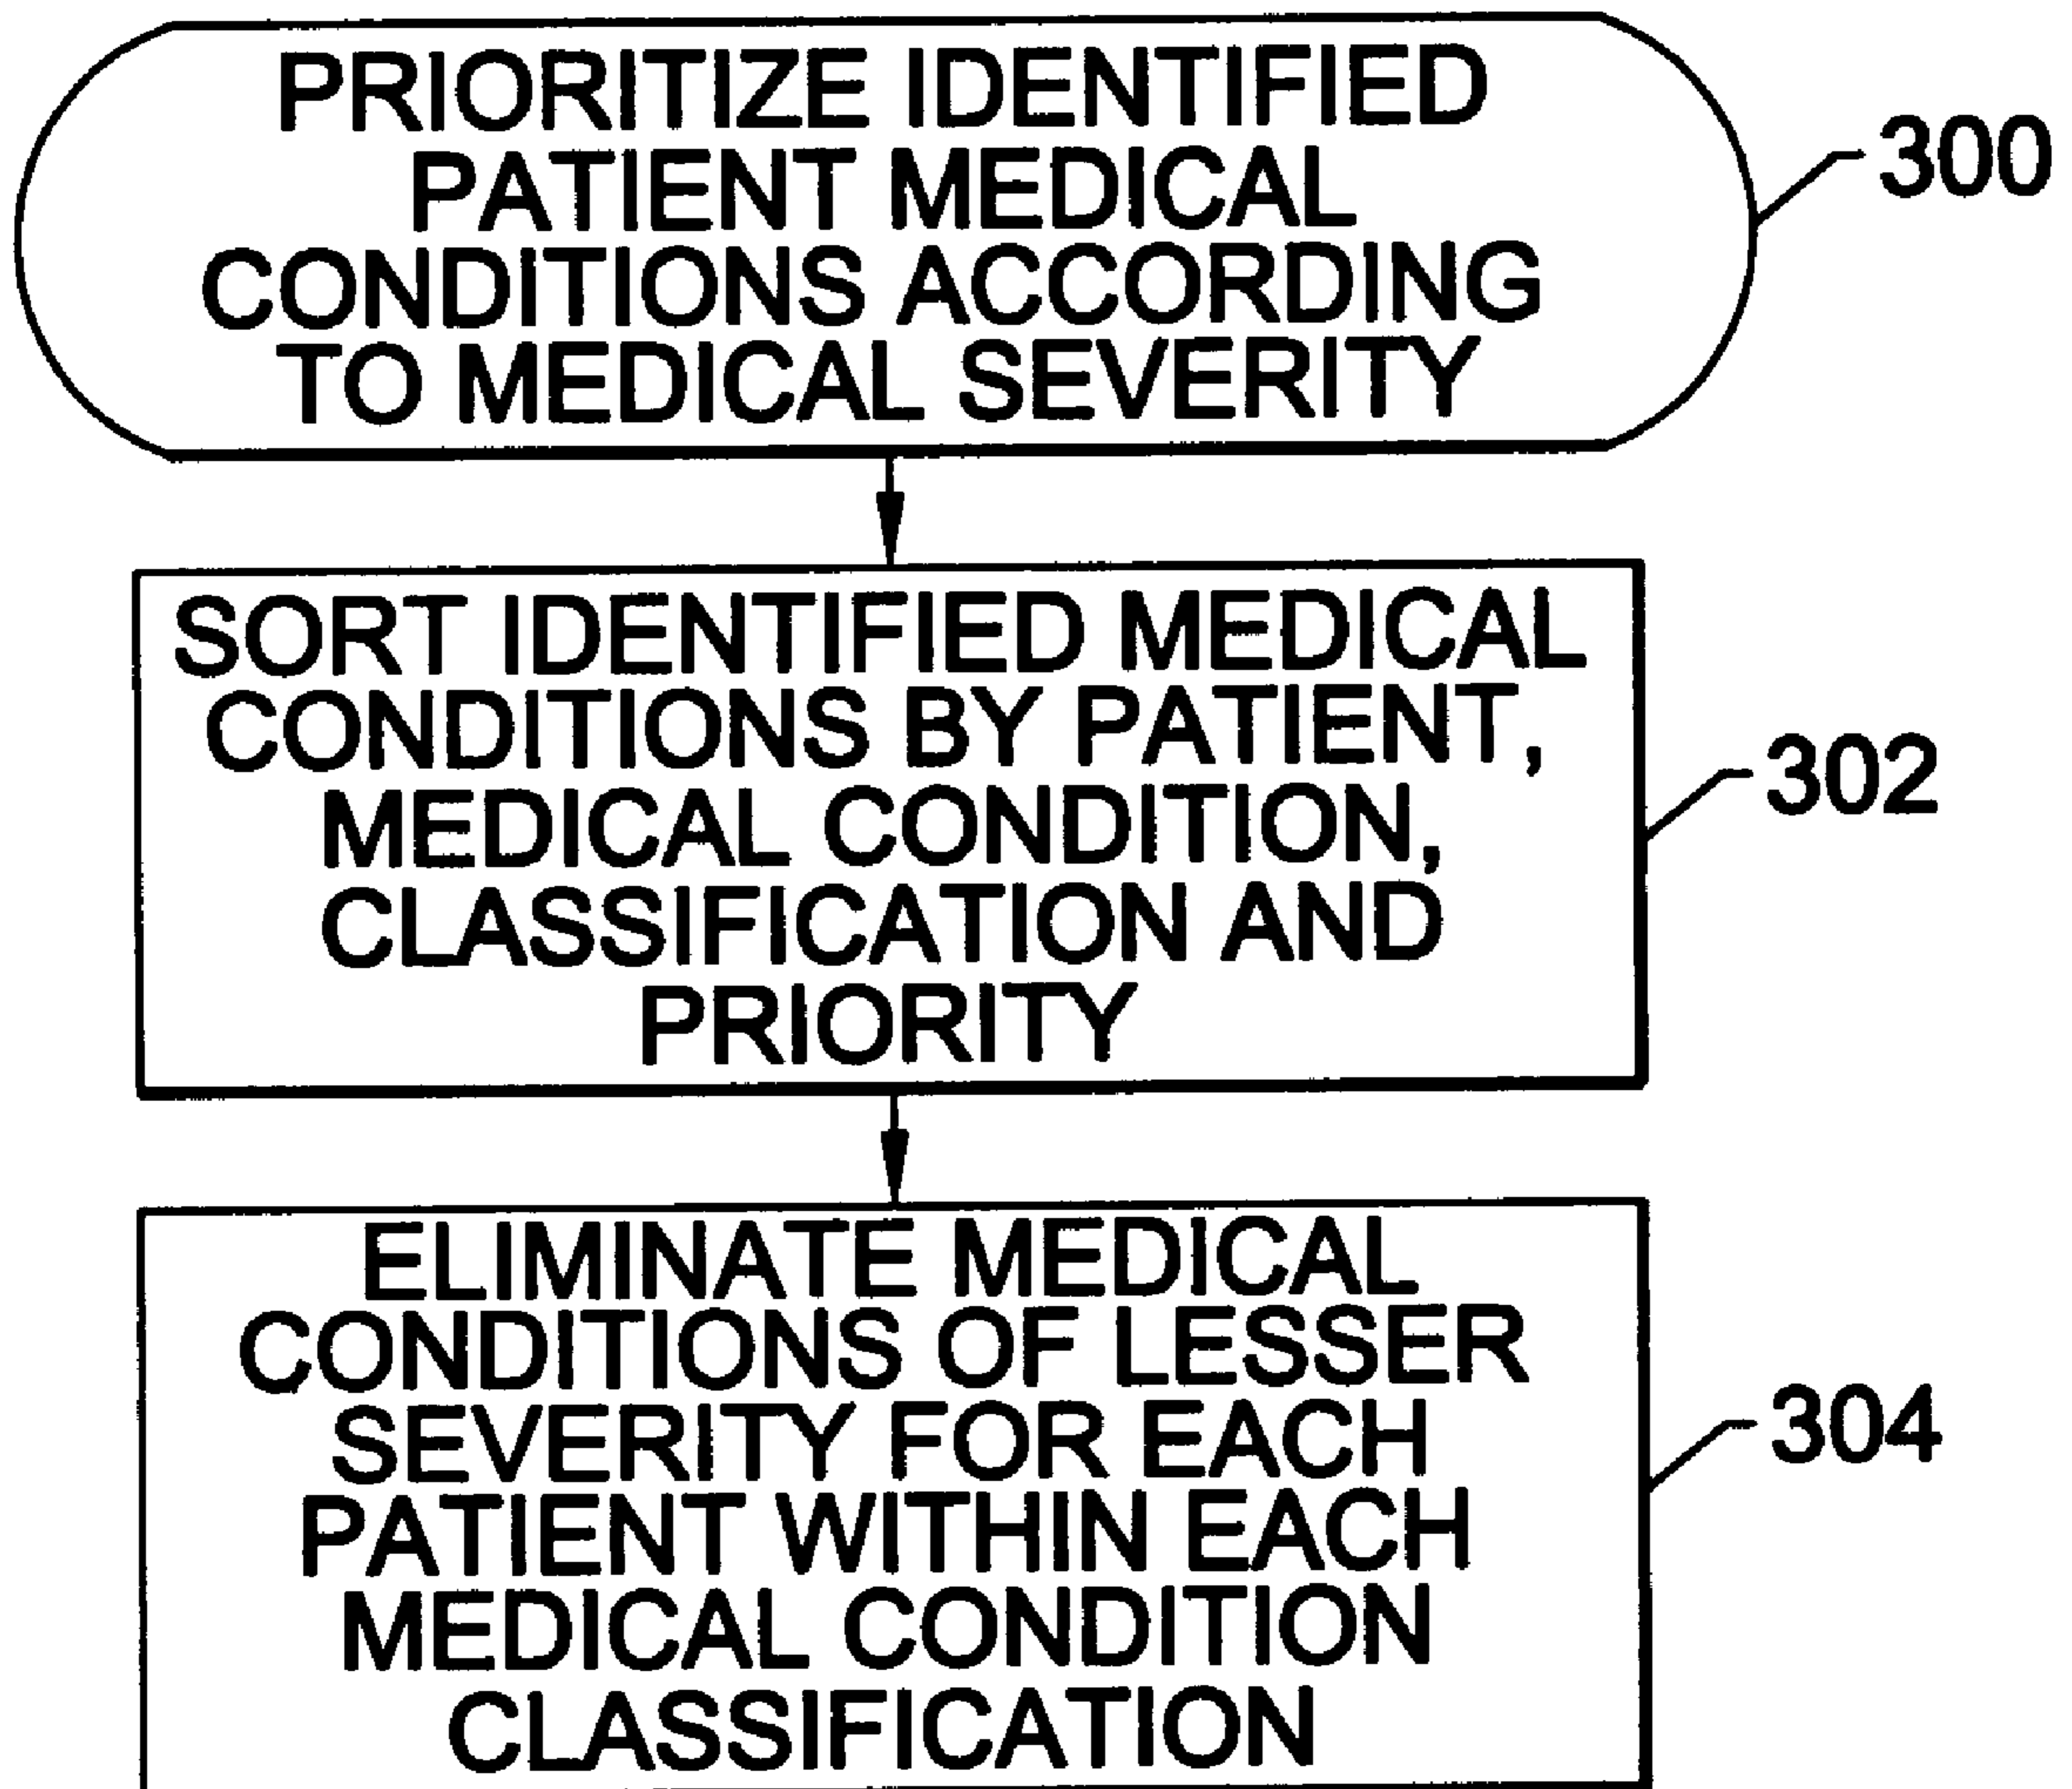 PRIORITIZE IDENTIFIED
PATIENT MEDICAL
CONDITIONS ACCORDING
TO MEDICAL SEVERITY
300
SORT IDENTIFIED MEDICAL
CONDITIONS BY PATIENT,
MEDICAL CONDITION,
CLASSIFICATION AND
PRIORITY
302
ELIMINATE MEDICAL
CONDITIONS OF LESSER
SEVERITY FOR EACH
PATIENT WITHIN EACH
MEDICAL CONDITION
CLASSIFICATION
304